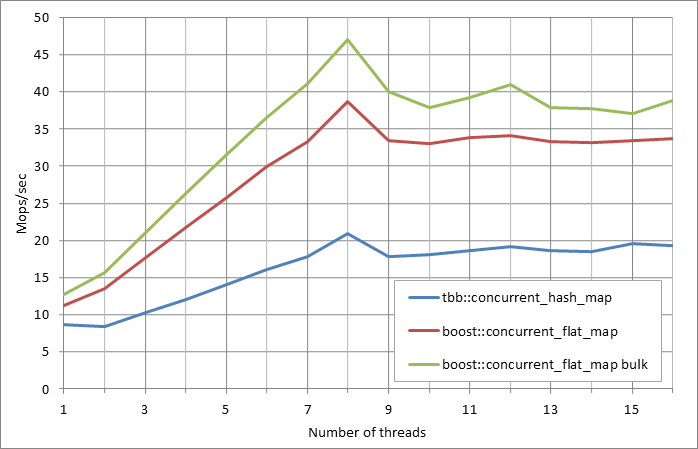 50
45
40
35
30
25
20
15
10
5
0
Mops/sec
1 3 5 7 9 11 13 15
Number of threads
tbb::concurrent_hash_map
boost::concurrent_flat_map
boost::concurrent_flat_map bulk